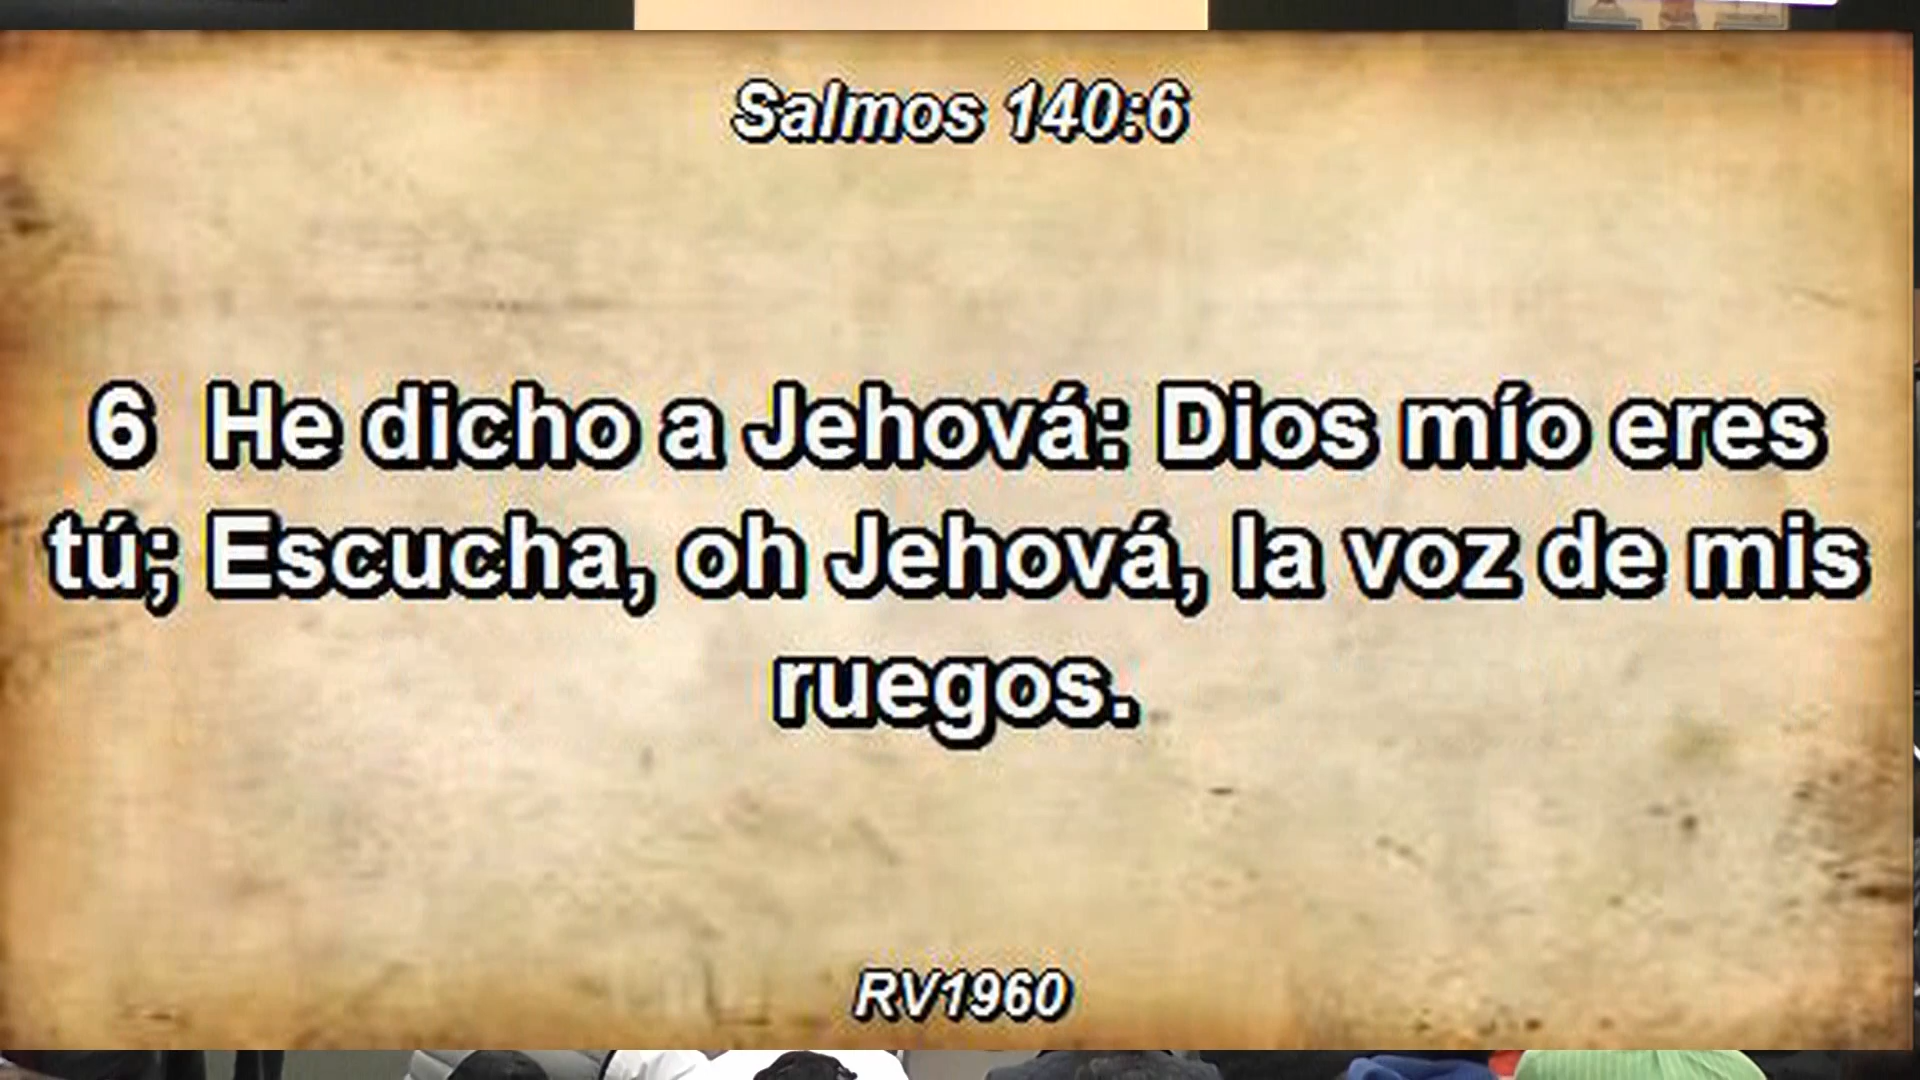 Salmos 140:6
6 He dicho a Jehová: Dios mío eres
tú; Escucha, oh Jehová, la voz de mis
ruegos.
RV1960